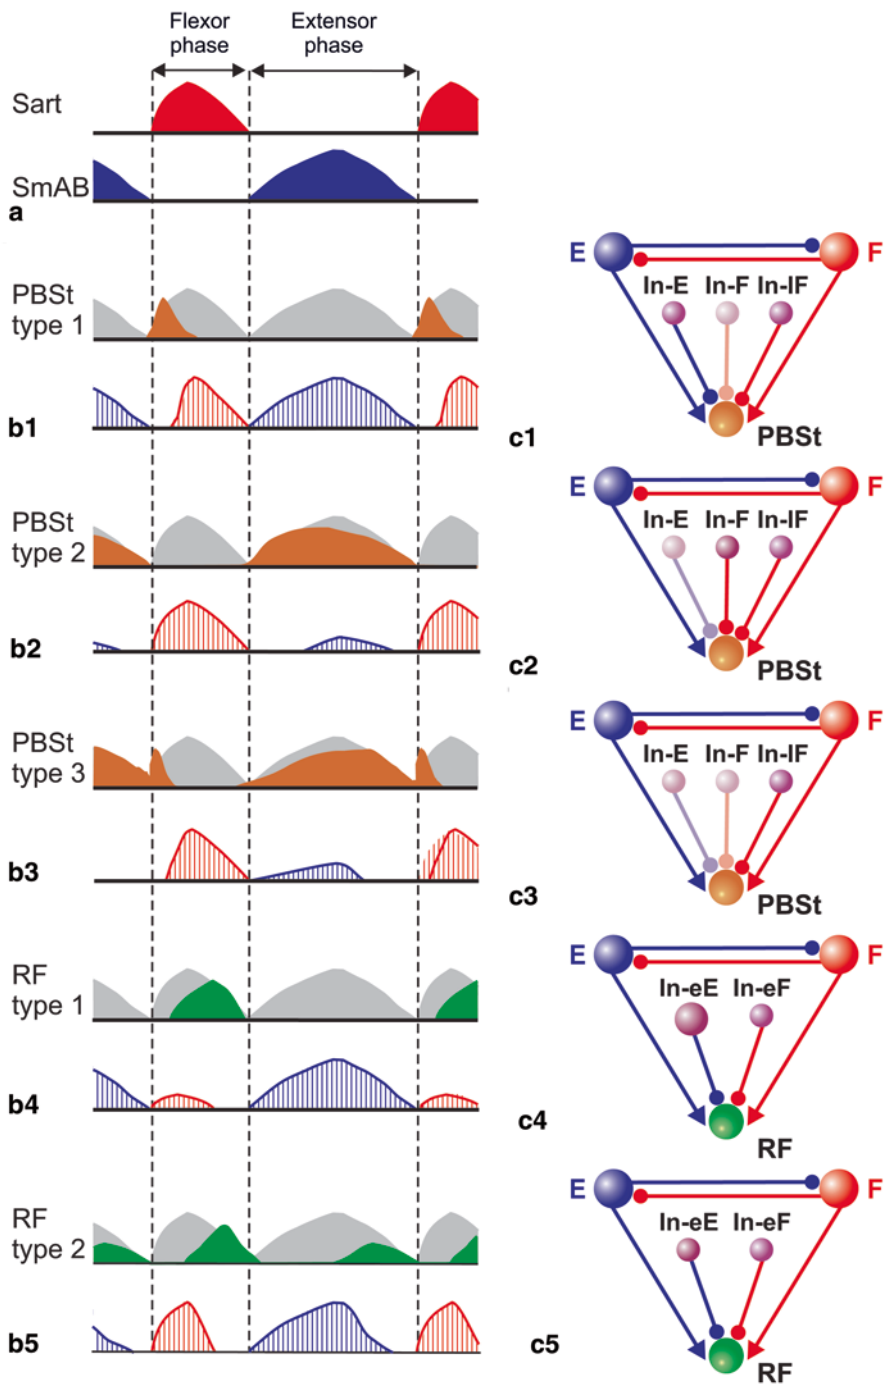 Flexor
phase
Extensor
phase
Sart
SmAB
a
PBSt
type 1
b1
PBSt
type 2
b2
PBSt
type 3
b3
RF
type 1
b4
RF
type 2
b5
E
F
In-E
In-F
In-IF
PBSt
c1
E
F
In-E
In-F
In-IF
PBSt
c2
E
F
In-E
In-F
In-IF
PBSt
c3
E
F
In-eE
In-eF
RF
c4
E
F
In-eE
In-eF
RF
c5